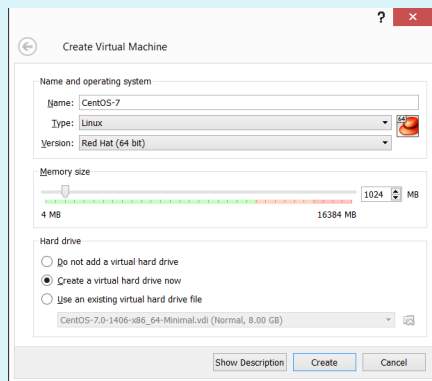 ?
×
Create Virtual Machine
Name and operating system
Name: CentOS-7
Type: Linux
64
Version: Red Hat (64 bit)
Memory size
1024 MB
4 MB 16384 MB
Hard drive
Do not add a virtual hard drive
Create a virtual hard drive now
Use an existing virtual hard drive file
CentOS-7.0-1406-x86_64-Minimal.vdi (Normal, 8.00 GB)
Show Description Create Cancel